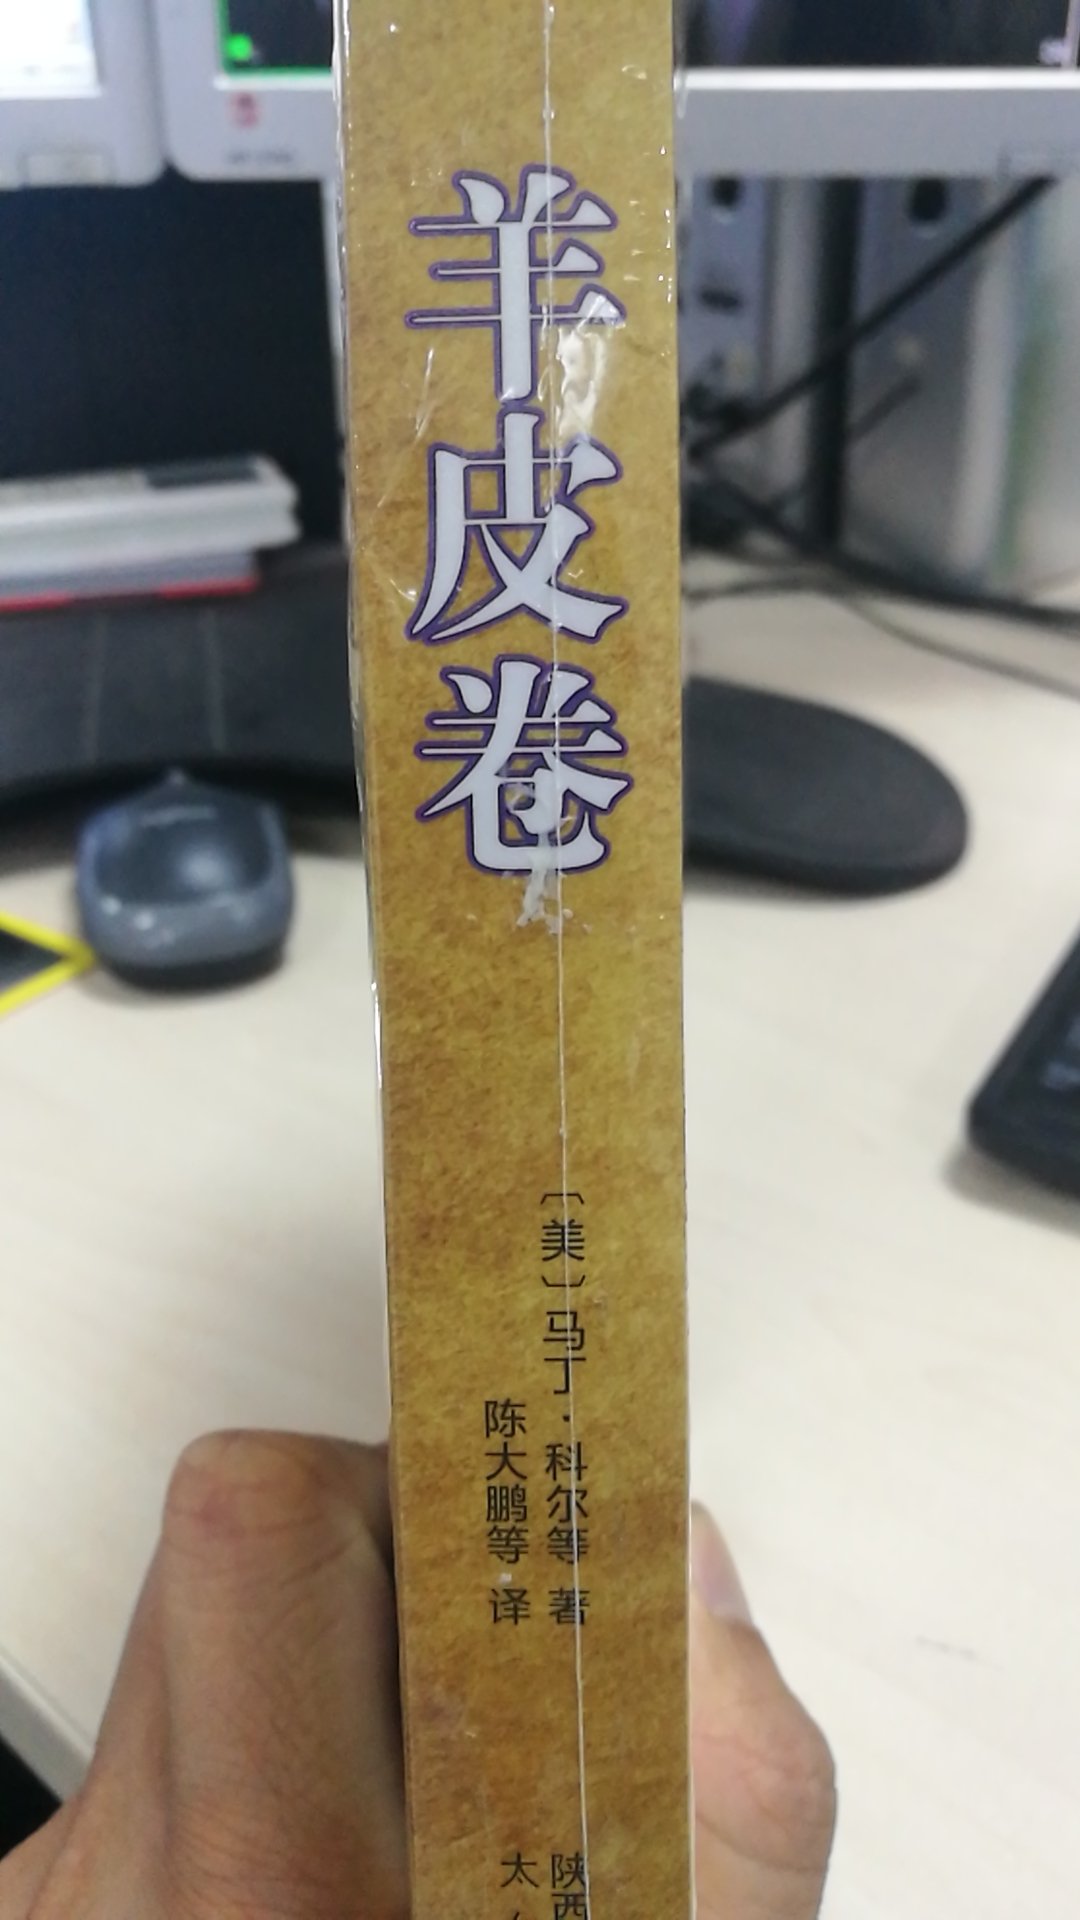 羊皮卷
〔美〕马丁·科尔等 著
陈大鹏等 译
陕西
太